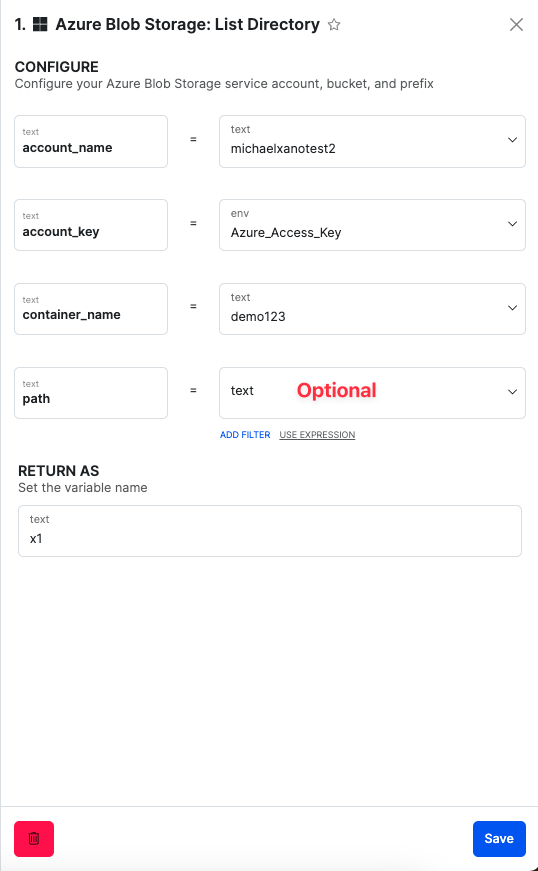 1. Azure Blob Storage: List Directory
CONFIGURE
Configure your Azure Blob Storage service account, bucket, and prefix
text
account_name
=
text
michaelxanotest2
text
account_key
=
env
Azure_Access_Key
text
container_name
=
text
demo123
text
path
=
text
Optional
ADD FILTER USE EXPRESSION
RETURN AS
Set the variable name
text
x1
Save